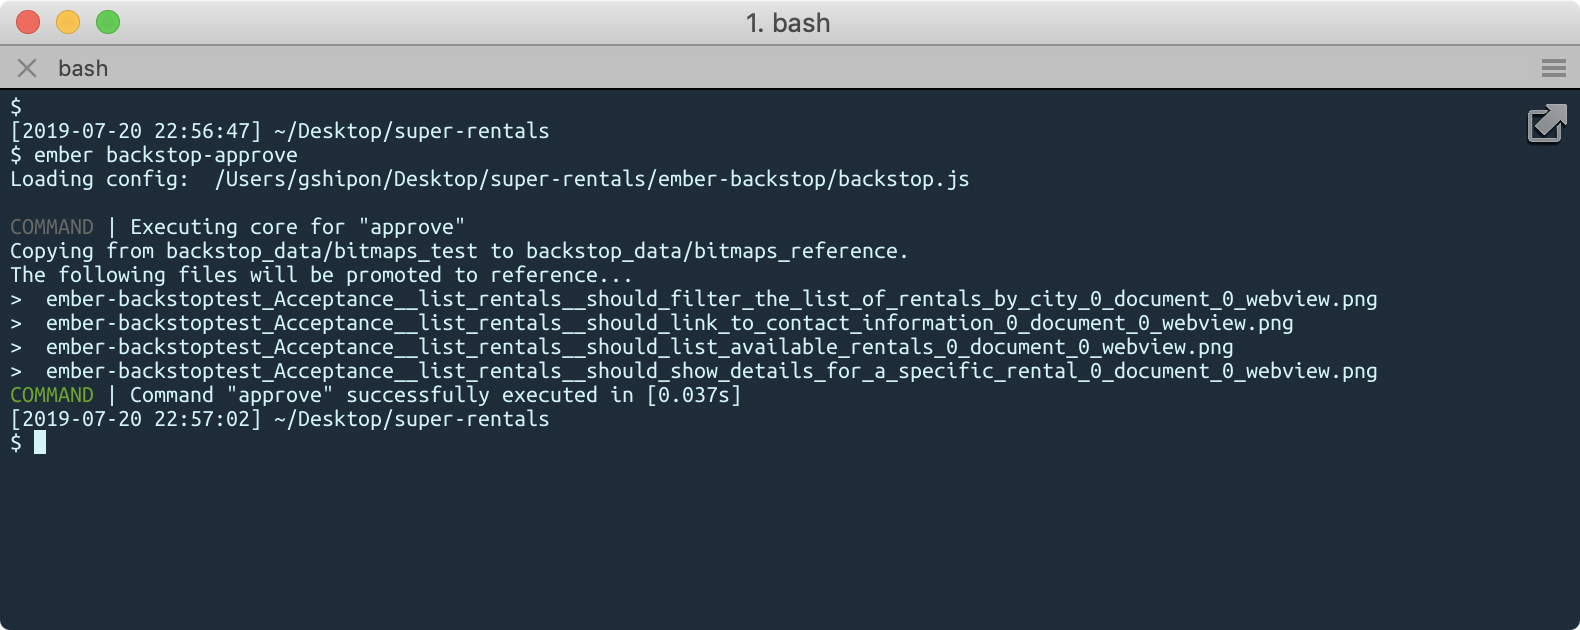 1. bash
bash
$
[2019-07-20 22:56:47] ~/Desktop/super-rentals
$ ember backstop-approve
Loading config:  /Users/gshipon/Desktop/super-rentals/ember-backstop/backstop.js
COMMAND | Executing core for "approve"
Copying from backstop_data/bitmaps_test to backstop_data/bitmaps_reference.
The following files will be promoted to reference...
>  ember-backstoptest_Acceptance__list_rentals__should_filter_the_list_of_rentals_by_city_0_document_0_webview.png
>  ember-backstoptest_Acceptance__list_rentals__should_link_to_contact_information_0_document_0_webview.png
>  ember-backstoptest_Acceptance__list_rentals__should_list_available_rentals_0_document_0_webview.png
>  ember-backstoptest_Acceptance__list_rentals__should_show_details_for_a_specific_rental_0_document_0_webview.png
COMMAND | Command "approve" successfully executed in [0.037s]
[2019-07-20 22:57:02] ~/Desktop/super-rentals
$